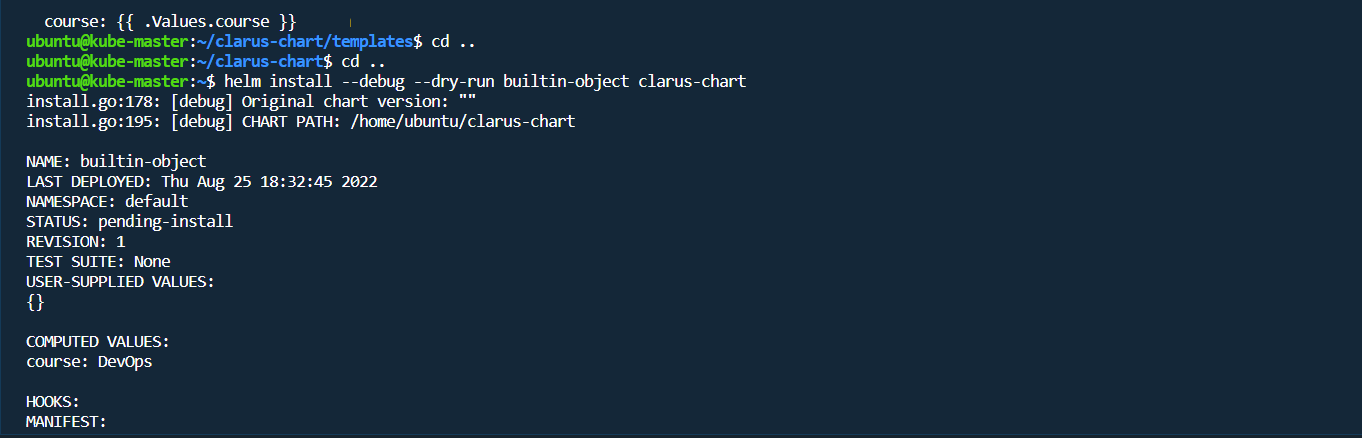 course: {{ .Values.course }}
ubuntu@kube-master:~/clarus-chart/templates$ cd ..
ubuntu@kube-master:~/clarus-chart$ cd ..
ubuntu@kube-master:~$ helm install --debug --dry-run builtin-object clarus-chart
install.go:178: [debug] Original chart version: ""
install.go:195: [debug] CHART PATH: /home/ubuntu/clarus-chart
NAME: builtin-object
LAST DEPLOYED: Thu Aug 25 18:32:45 2022
NAMESPACE: default
STATUS: pending-install
REVISION: 1
TEST SUITE: None
USER-SUPPLIED VALUES:
{}
COMPUTED VALUES:
course: DevOps
HOOKS:
MANIFEST: